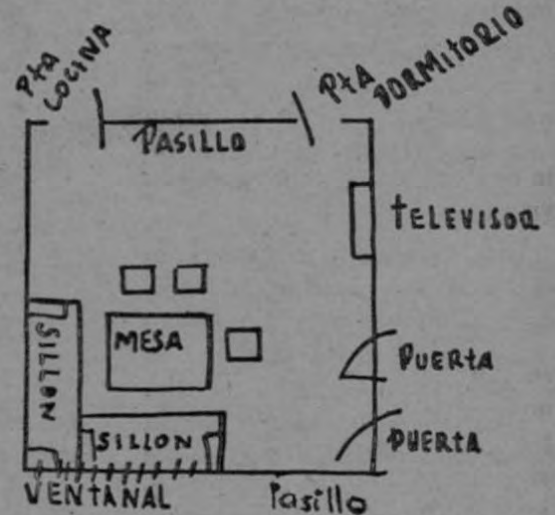 Pta
COCINA
PtA
DORMitORIO
PASILLO
tELEVISOR
SILLON
MESA
PUERtA
SILLON
PUERtA
VENTANAL
Pasillo